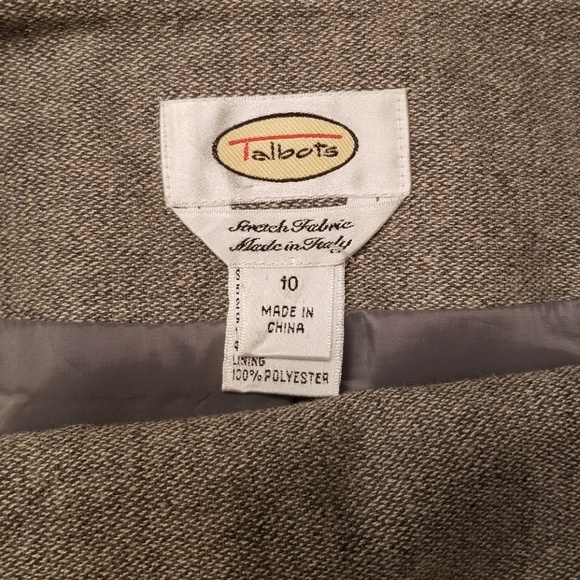 Talbots
Stretch Fabric
Made in Italy
10
MADE IN
CHINA
LINING
100% POLYESTER